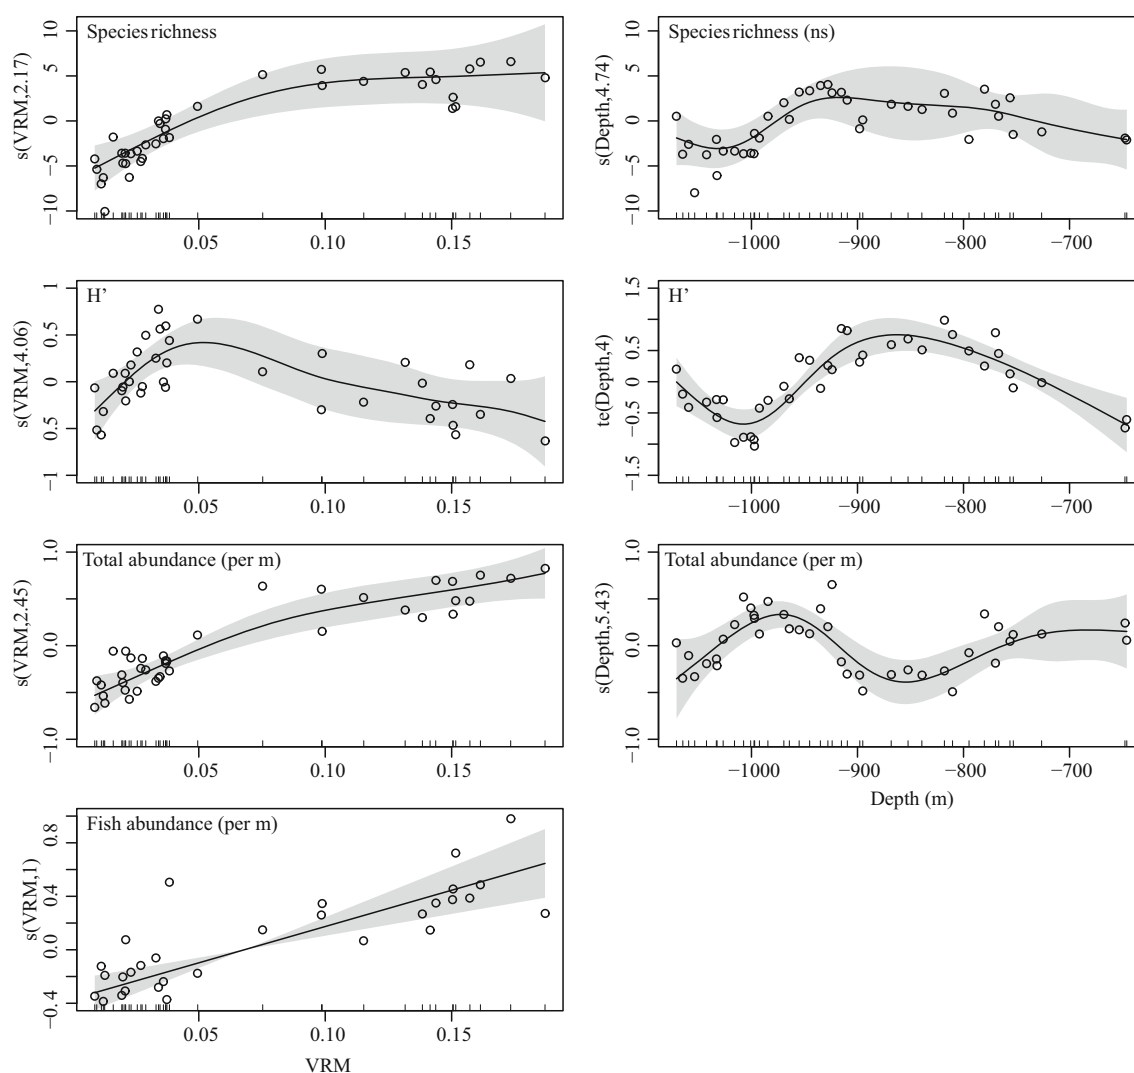 Species richness
s(VRM,2.17)
10
5
0
−5
−10
0.05 0.10 0.15
Species richness (ns)
s(Depth,4.74)
10
5
0
−5
−10
−1000 −900 −800 −700
H’
s(VRM,4.06)
1
0.5
0
0.5
−1
0.05 0.10 0.15
H’
te(Depth,4)
1.5
0.5
0
−0.5
−1.5
−1000 −900 −800 −700
Total abundance (per m)
s(VRM,2.45)
1.0
0.0
−1.0
0.05 0.10 0.15
Total abundance (per m)
s(Depth,5.43)
1.0
0.0
−1.0
−1000 −900 −800 −700
Depth (m)
Fish abundance (per m)
s(VRM,1)
0.8
0.4
0.0
−0.4
0.05 0.10 0.15
VRM